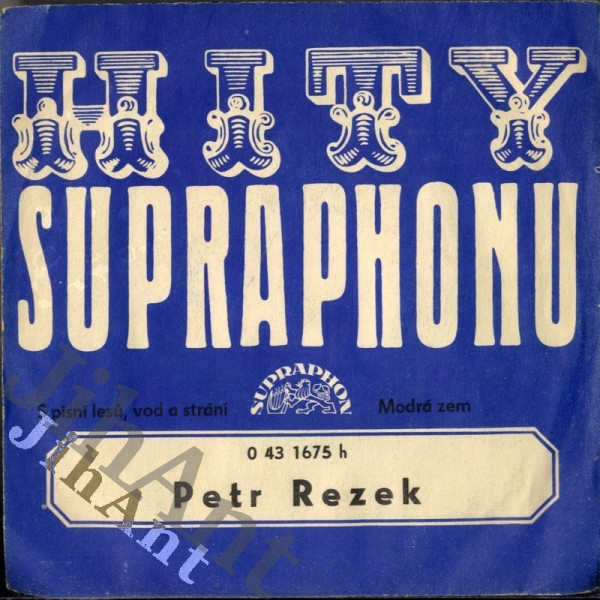 HITY
SUPRAPHONU
S písní lesů, vod a strání
SUPRAPHON
Modrá zem
0 43 1675 h
Petr Rezek
JihAnt
JihAnt